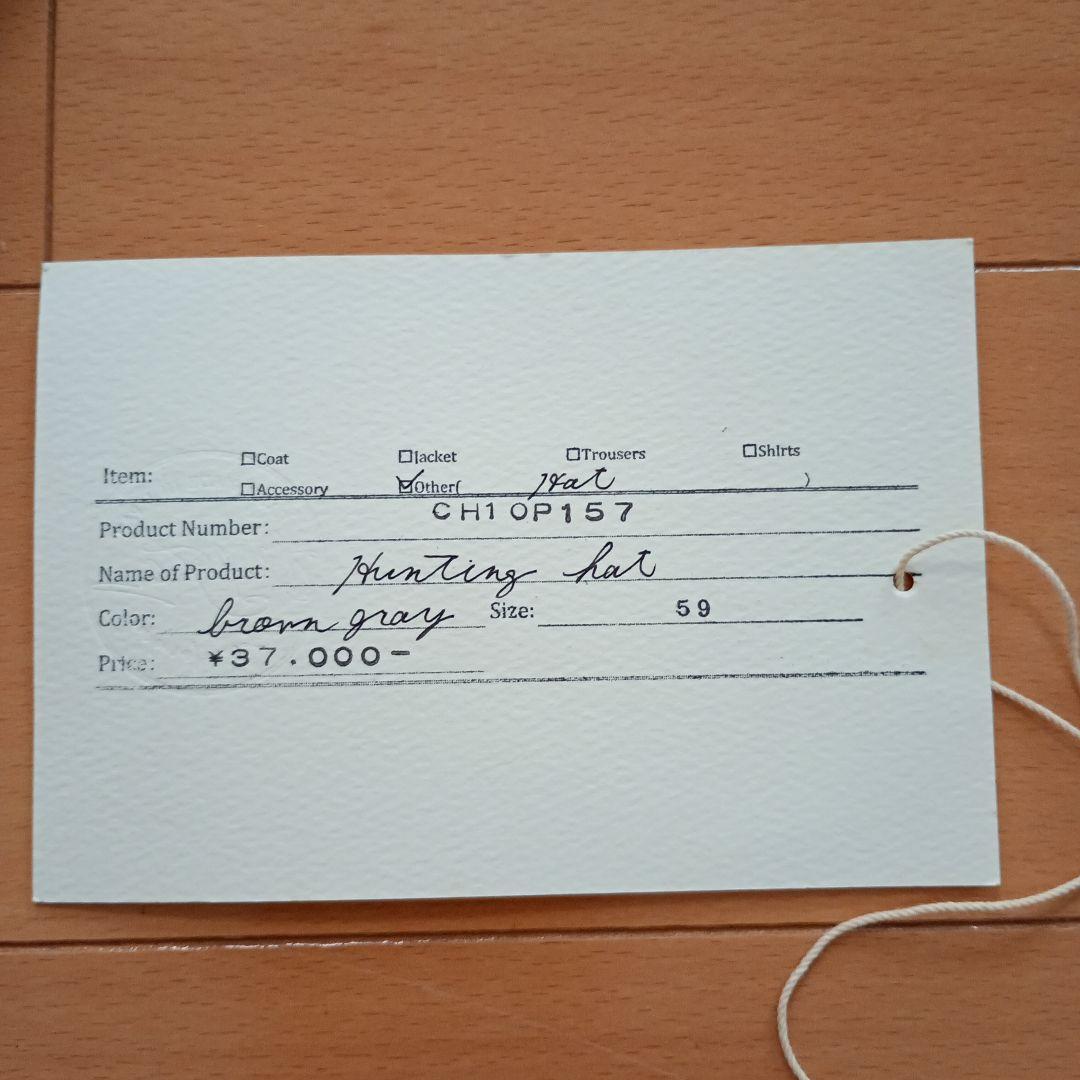 Item: □Coat □Jacket □Trousers □Shirts
□Accessory ☑Other( Hat )
Product Number: CH10P157
Name of Product: Hunting hat
Color: brown gray Size: 59
Price: ¥37.000-